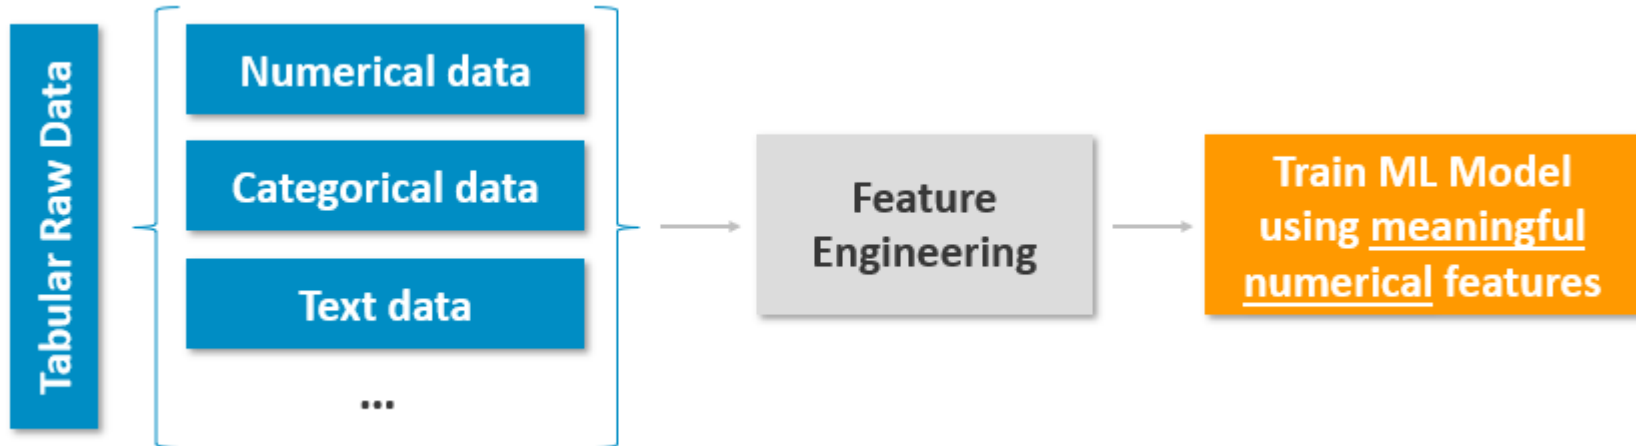 Tabular Raw Data
Numerical data
Categorical data
Text data
...
Feature
Engineering
Train ML Model
using meaningful
numerical features